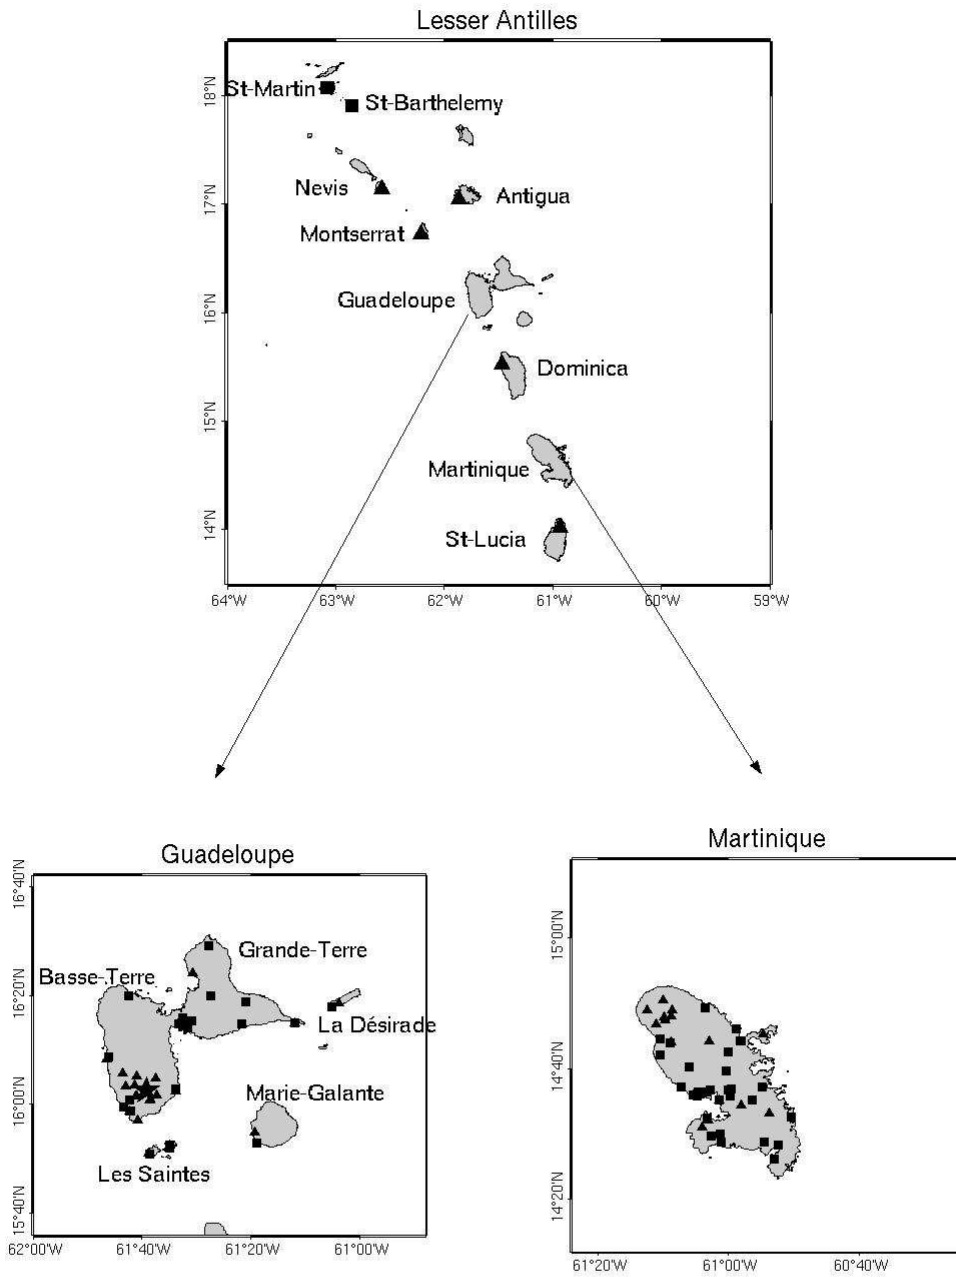 Lesser Antilles
18°N
17°N
16°N
15°N
14°N
St-Martin
St-Barthelemy
Nevis
Antigua
Montserrat
Guadeloupe
Dominica
Martinique
St-Lucia
64°W 63°W 62°W 61°W 60°W 59°W
Guadeloupe
16°40'N
16°20'N
16°00'N
15°40'N
Grande-Terre
Basse-Terre
La Désirade
Marie-Galante
Les Saintes
62°00'W 61°40'W 61°20'W 61°00'W
Martinique
15°00'N
14°40'N
14°20'N
61°20'W 61°00'W 60°40'W